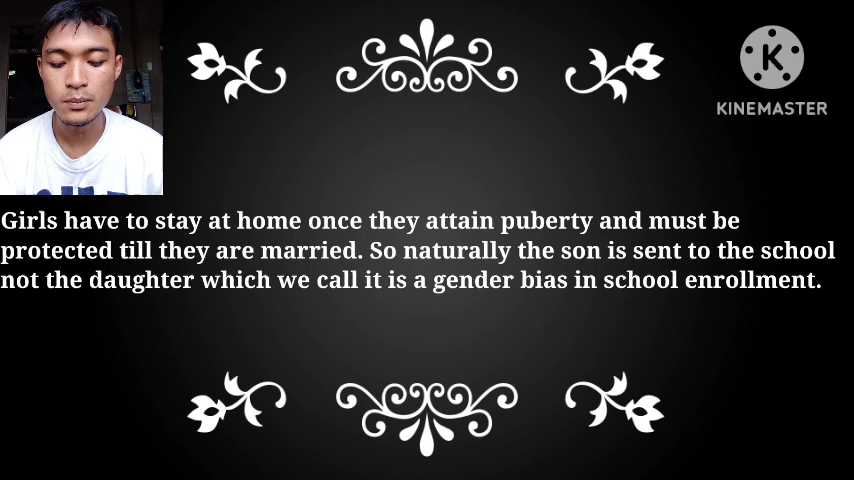 KINEMASTER
Girls have to stay at home once they attain puberty and must be
protected till they are married. So naturally the son is sent to the school
not the daughter which we call it is a gender bias in school enrollment.